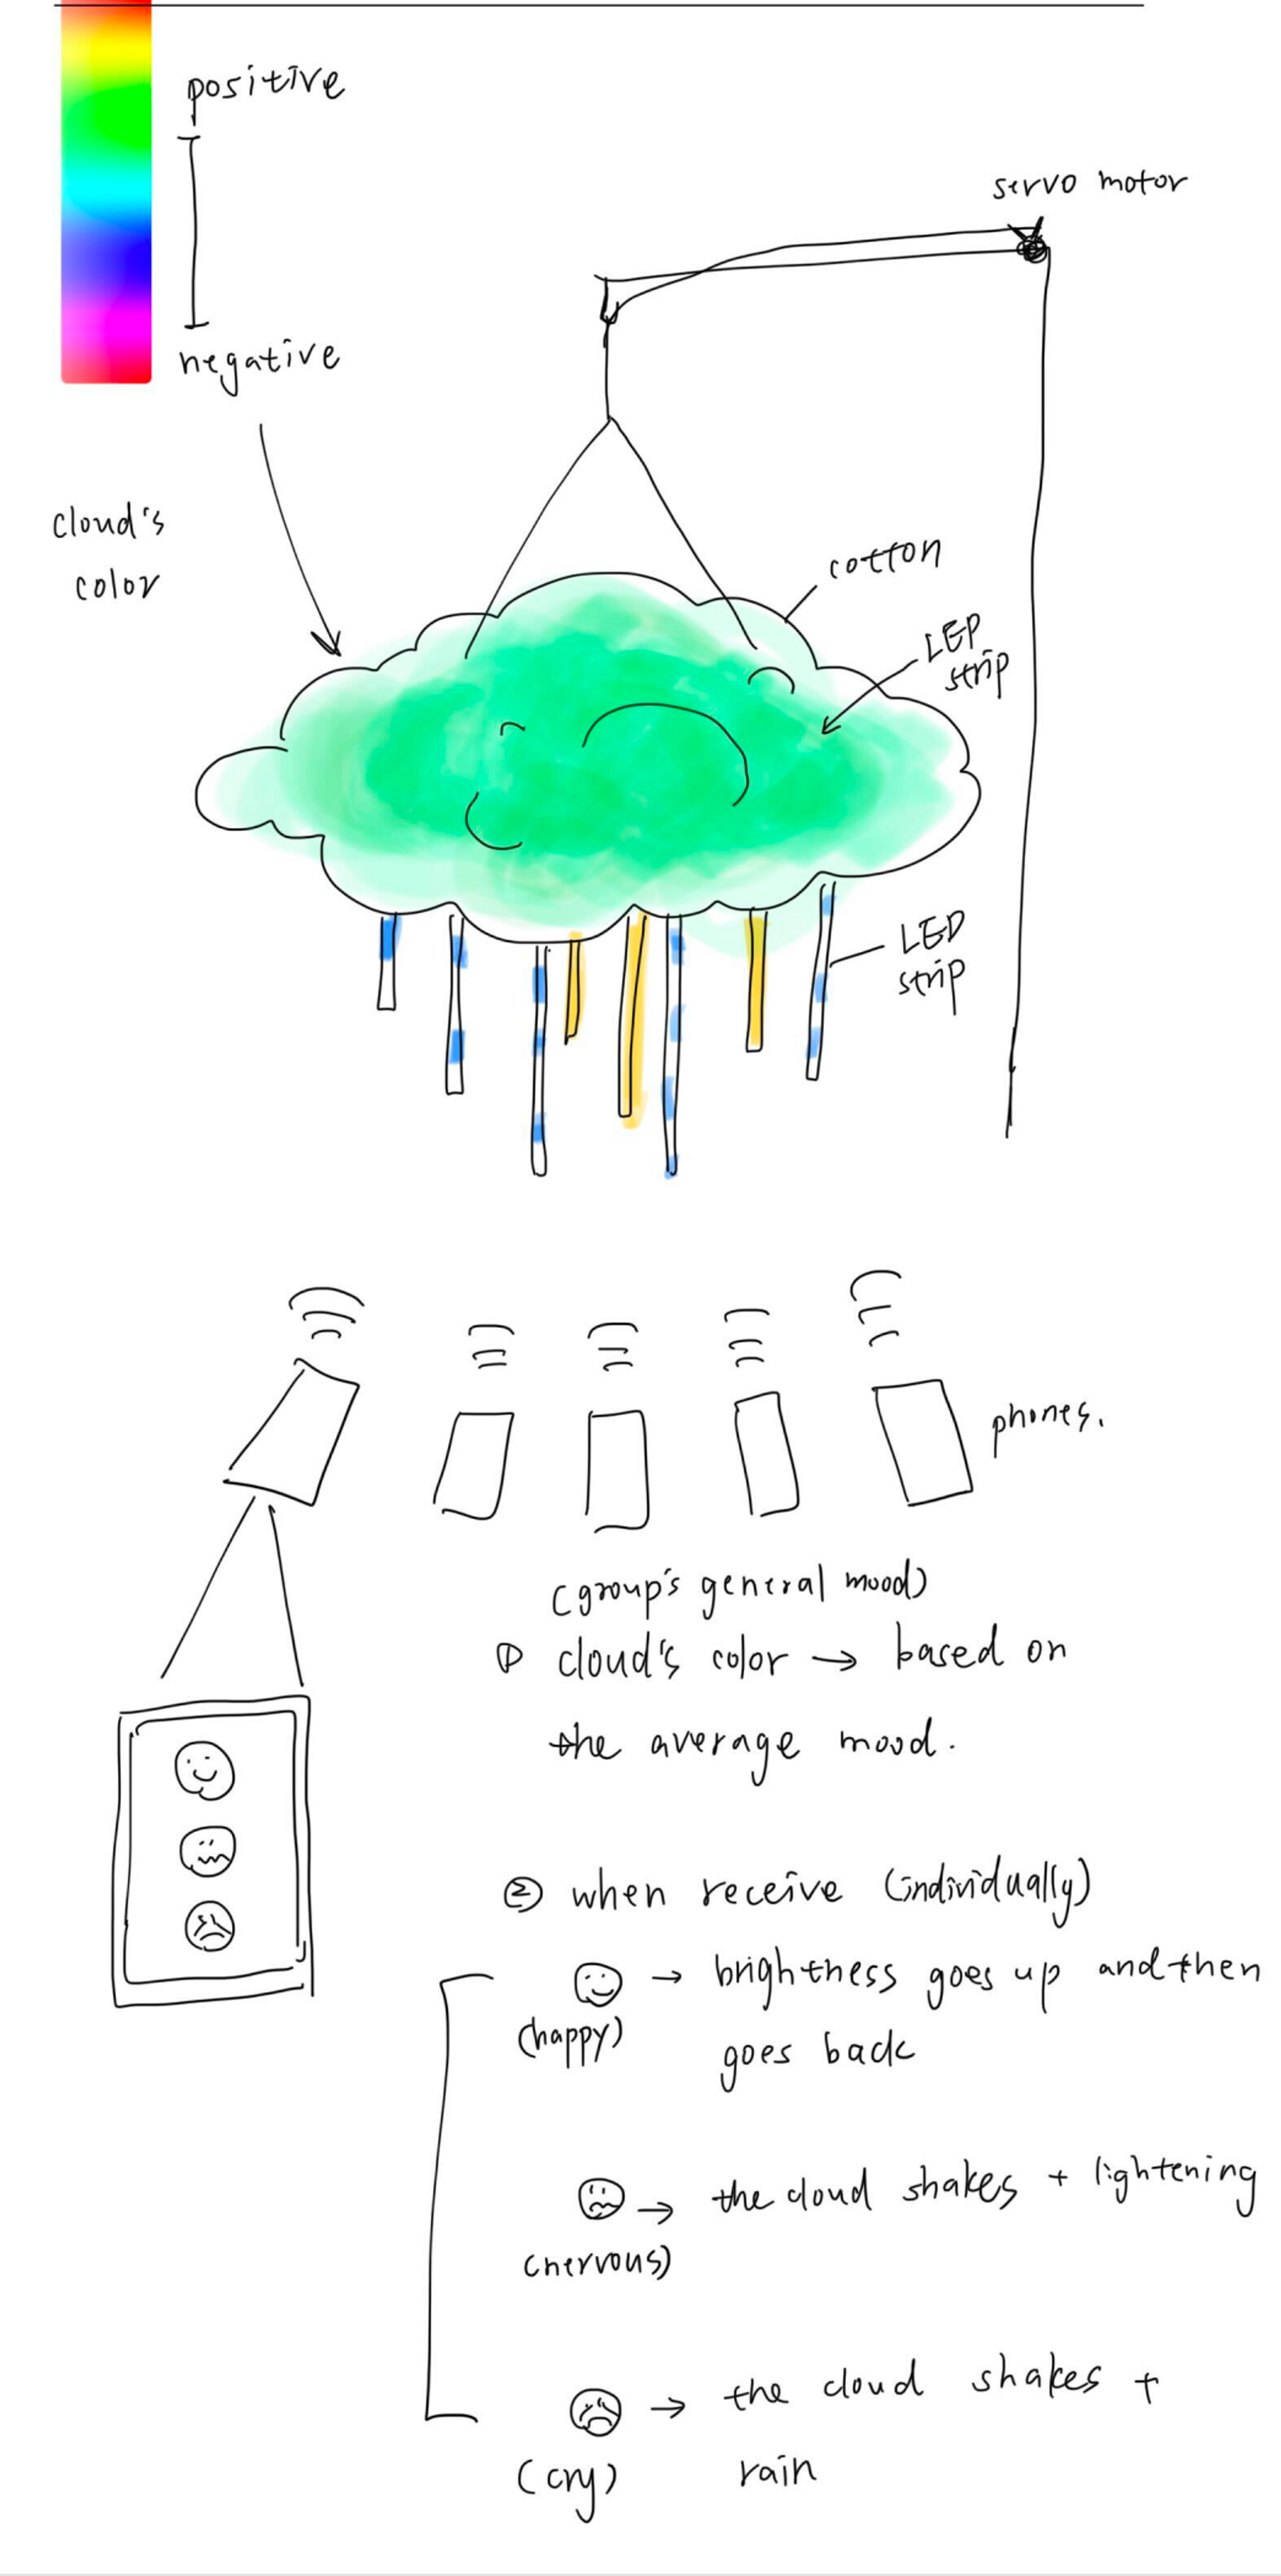 positive
servo motor
negative
cloud's
color
cotton
LED
strip
LED
strip
phones.
(group's general mood)
① cloud's color → based on
the average mood.
② when receive (individually)
→ brightness goes up and then
(happy)
goes back
→ the cloud shakes + lightening
(nervous)
→ the cloud shakes +
(cry)
rain